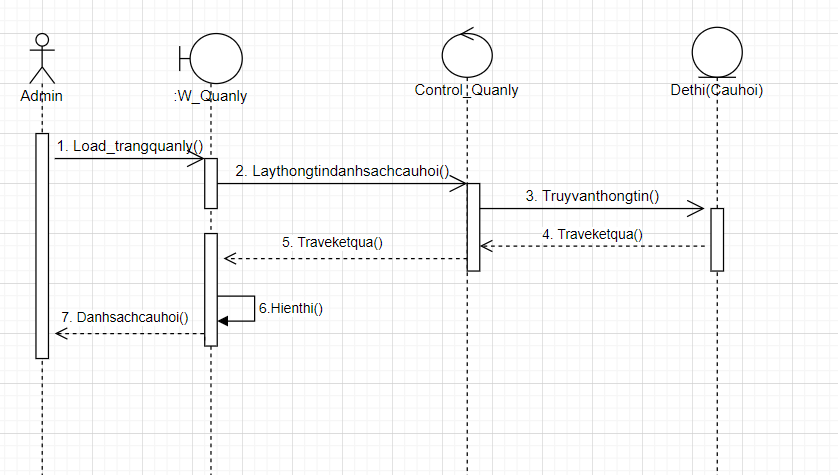 Admin
:W_Quanly
Control_Quanly
Dethi(Cauhoi)
1. Load_trangquanly()
2. Laythongtindanhsachcauhoi()
3. Truyvanthongtin()
4. Traveketqua()
5. Traveketqua()
6.Hienthi()
7. Danhsachcauhoi()